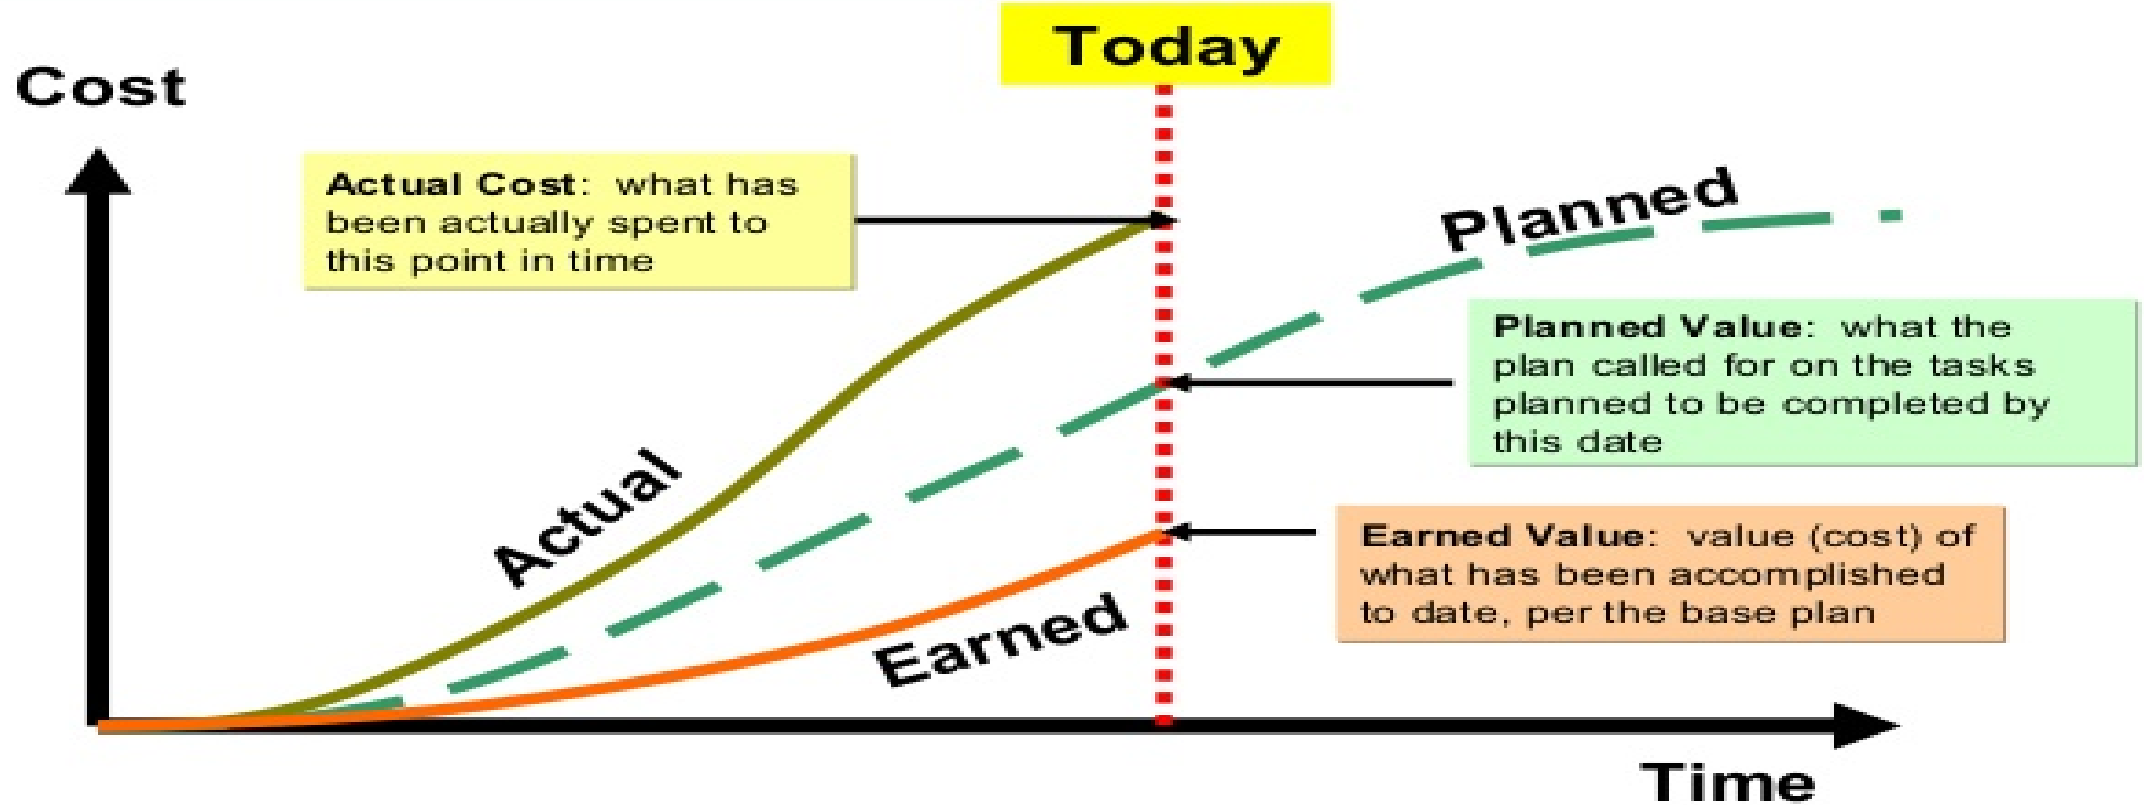 Today
Cost
Actual Cost: what has
been actually spent to
this point in time
Planned
Planned Value: what the
plan called for on the tasks
planned to be completed by
this date
Actual
Earned Value: value (cost) of
what has been accomplished
to date, per the base plan
Earned
Time